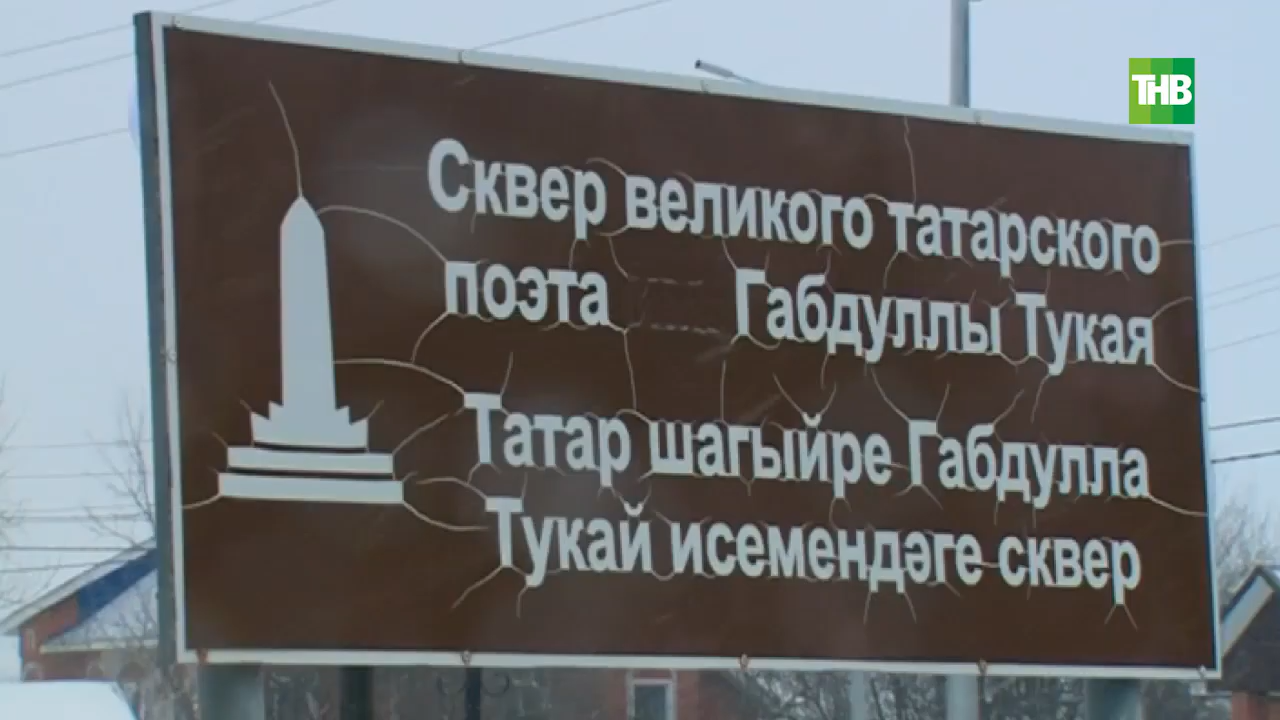 ТНВ
Сквер великого татарского
поэта Габдуллы Тукая
Татар шагыйре Габдулла
Тукай исемендәге сквер